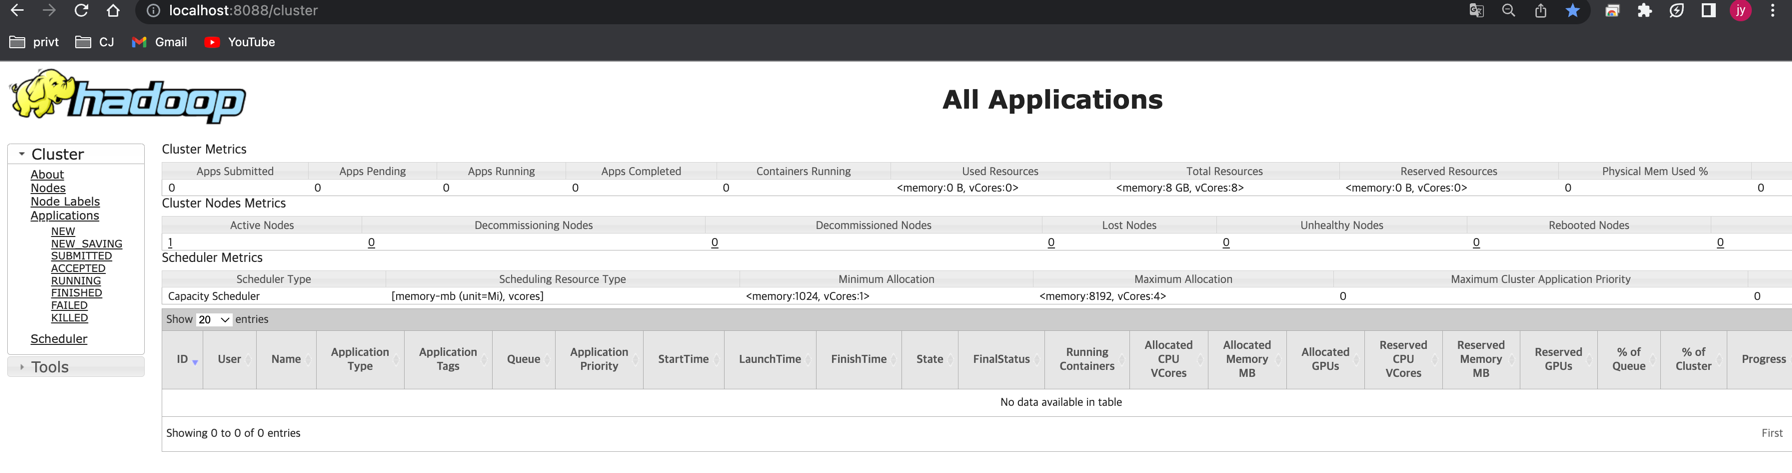 localhost:8088/cluster
jy
privt CJ Gmail YouTube
hadoop
All Applications
Cluster
About
Nodes
Node Labels
Applications
NEW
NEW_SAVING
SUBMITTED
ACCEPTED
RUNNING
FINISHED
FAILED
KILLED
Scheduler
Tools
Cluster Metrics
Apps Submitted Apps Pending Apps Running Apps Completed Containers Running Used Resources Total Resources Reserved Resources Physical Mem Used %
0 0 0 0 0 <memory:0 B, vCores:0> <memory:8 GB, vCores:8> <memory:0 B, vCores:0> 0 0
Cluster Nodes Metrics
Active Nodes Decommissioning Nodes Decommissioned Nodes Lost Nodes Unhealthy Nodes Rebooted Nodes
1 0 0 0 0 0 0
Scheduler Metrics
Scheduler Type Scheduling Resource Type Minimum Allocation Maximum Allocation Maximum Cluster Application Priority
Capacity Scheduler [memory-mb (unit=Mi), vcores] <memory:1024, vCores:1> <memory:8192, vCores:4> 0 0
Show 20 entries
ID User Name Application Type Application Tags Queue Application Priority StartTime LaunchTime FinishTime State FinalStatus Running Containers Allocated CPU VCores Allocated Memory MB Allocated GPUs Reserved CPU VCores Reserved Memory MB Reserved GPUs % of Queue % of Cluster Progress
No data available in table
Showing 0 to 0 of 0 entries First